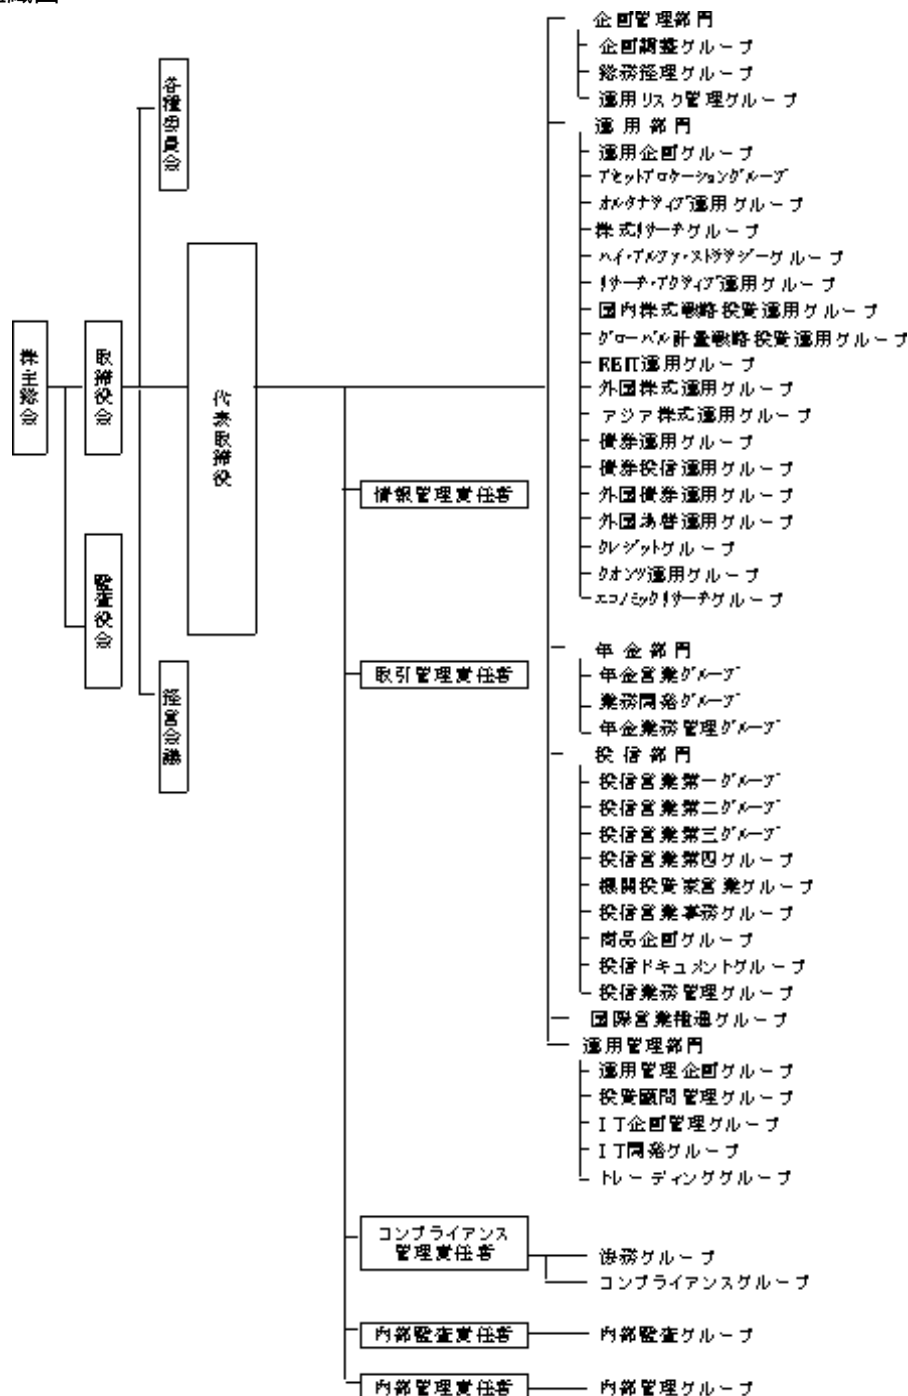 株主総会
取締役会
監査役会
各種委員会
経営会議
代表取締役
情報管理責任者
取引管理責任者
コンプライアンス
管理責任者
内部監査責任者
内部管理責任者
企画管理部門
企画調整グループ
総務経理グループ
運用リスク管理グループ
運用部門
運用企画グループ
アセットアロケーショングループ
オルタナティブ運用グループ
株式リサーチグループ
ハイ・アルファ・ストラテジーグループ
リサーチ・アクティブ運用グループ
国内株式戦略投資運用グループ
グローバル計量戦略投資運用グループ
REIT運用グループ
外国株式運用グループ
アジア株式運用グループ
債券運用グループ
債券投信運用グループ
外国債券運用グループ
外国為替運用グループ
クレジットグループ
クオンツ運用グループ
エコノミックリサーチグループ
年金部門
年金営業グループ
業務開発グループ
年金業務管理グループ
投信部門
投信営業第一グループ
投信営業第二グループ
投信営業第三グループ
投信営業第四グループ
機関投資家営業グループ
投信営業事務グループ
商品企画グループ
投信ドキュメントグループ
投信業務管理グループ
国際営業推進グループ
運用管理部門
運用管理企画グループ
投資顧問管理グループ
IT企画管理グループ
IT開発グループ
トレーディンググループ
法務グループ
コンプライアンスグループ
内部監査グループ
内部管理グループ